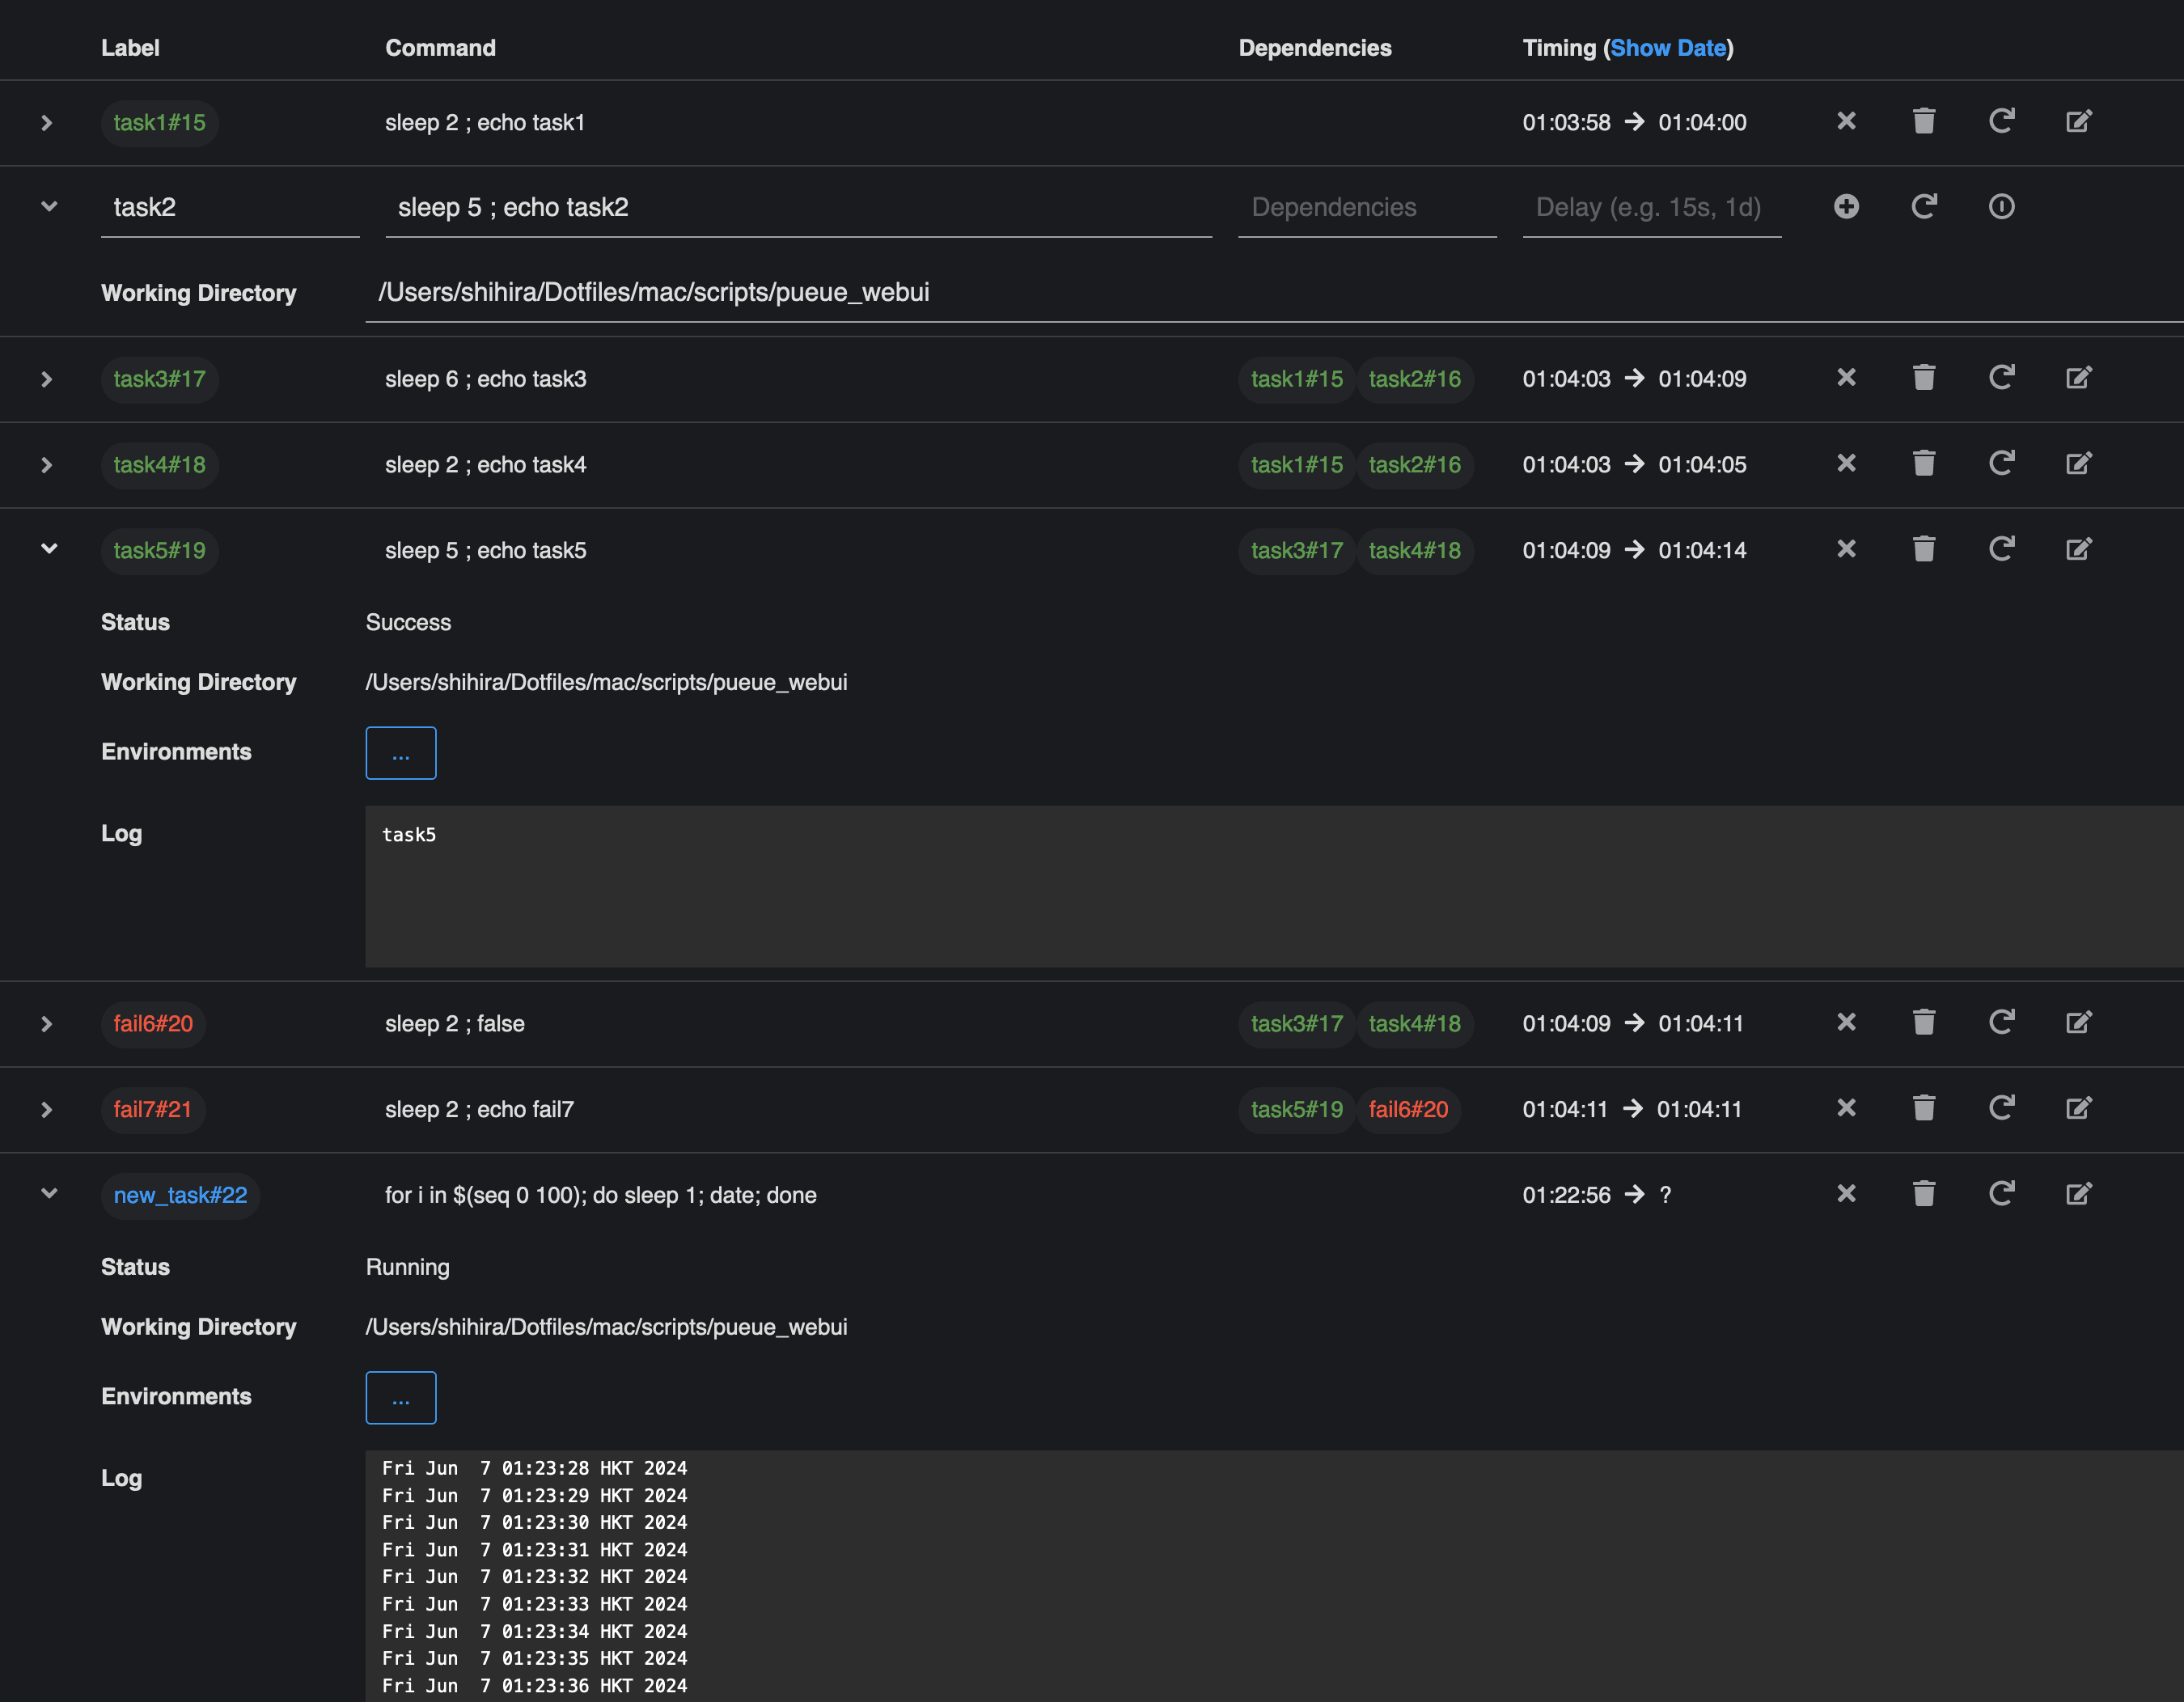 Label Command Dependencies Timing (Show Date)
task1#15 sleep 2 ; echo task1 01:03:58 → 01:04:00
task2 sleep 5 ; echo task2 Dependencies Delay (e.g. 15s, 1d)
Working Directory /Users/shihira/Dotfiles/mac/scripts/pueue_webui
task3#17 sleep 6 ; echo task3 task1#15 task2#16 01:04:03 → 01:04:09
task4#18 sleep 2 ; echo task4 task1#15 task2#16 01:04:03 → 01:04:05
task5#19 sleep 5 ; echo task5 task3#17 task4#18 01:04:09 → 01:04:14
Status Success
Working Directory /Users/shihira/Dotfiles/mac/scripts/pueue_webui
Environments ...
Log task5
fail6#20 sleep 2 ; false task3#17 task4#18 01:04:09 → 01:04:11
fail7#21 sleep 2 ; echo fail7 task5#19 fail6#20 01:04:11 → 01:04:11
new_task#22 for i in $(seq 0 100); do sleep 1; date; done 01:22:56 → ?
Status Running
Working Directory /Users/shihira/Dotfiles/mac/scripts/pueue_webui
Environments ...
Log Fri Jun  7 01:23:28 HKT 2024
Fri Jun  7 01:23:29 HKT 2024
Fri Jun  7 01:23:30 HKT 2024
Fri Jun  7 01:23:31 HKT 2024
Fri Jun  7 01:23:32 HKT 2024
Fri Jun  7 01:23:33 HKT 2024
Fri Jun  7 01:23:34 HKT 2024
Fri Jun  7 01:23:35 HKT 2024
Fri Jun  7 01:23:36 HKT 2024